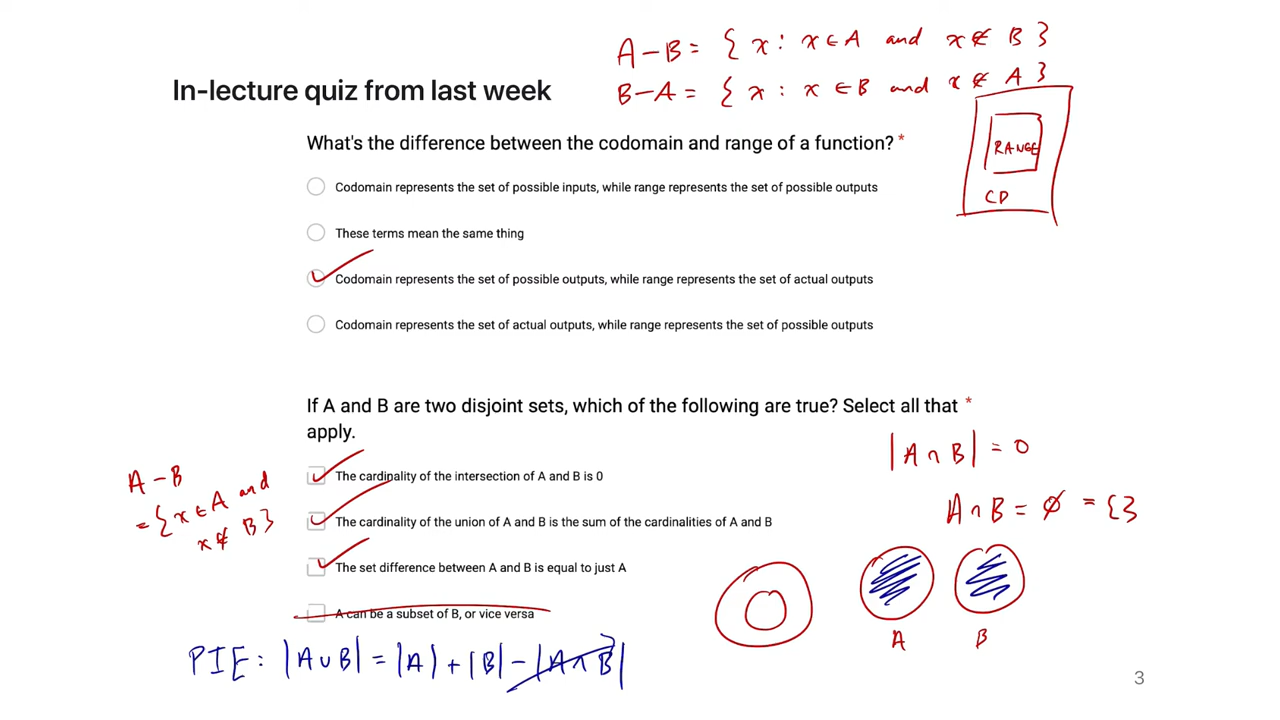 A - B = { x : x ∈ A and x ∉ B }
B - A = { x : x ∈ B and x ∉ A }
In-lecture quiz from last week
What's the difference between the codomain and range of a function? *
RANGE
CD
Codomain represents the set of possible inputs, while range represents the set of possible outputs
These terms mean the same thing
Codomain represents the set of possible outputs, while range represents the set of actual outputs
Codomain represents the set of actual outputs, while range represents the set of possible outputs
If A and B are two disjoint sets, which of the following are true? Select all that *
apply.
|A ∩ B| = 0
A ∩ B = ∅ = {}
A - B
= {x ∈ A and
x ∉ B}
The cardinality of the intersection of A and B is 0
The cardinality of the union of A and B is the sum of the cardinalities of A and B
The set difference between A and B is equal to just A
A can be a subset of B, or vice versa
A
B
PIE: |A ∪ B| = |A| + |B| - |A ∩ B|
3